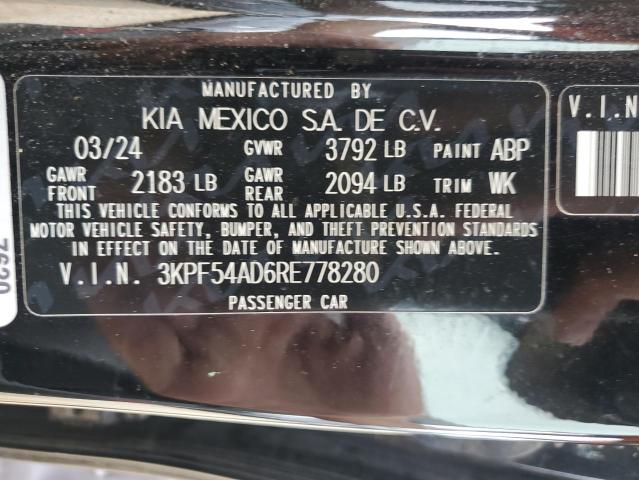 MANUFACTURED BY
KIA MEXICO S.A. DE C.V.
03/24 GVWR 3792 LB PAINT ABP
GAWR FRONT 2183 LB GAWR REAR 2094 LB TRIM WK
THIS VEHICLE CONFORMS TO ALL APPLICABLE U.S.A. FEDERAL
MOTOR VEHICLE SAFETY, BUMPER, AND THEFT PREVENTION STANDARDS
IN EFFECT ON THE DATE OF MANUFACTURE SHOWN ABOVE.
V.I.N. 3KPF54AD6RE778280
PASSENGER CAR
V.I.N
7620